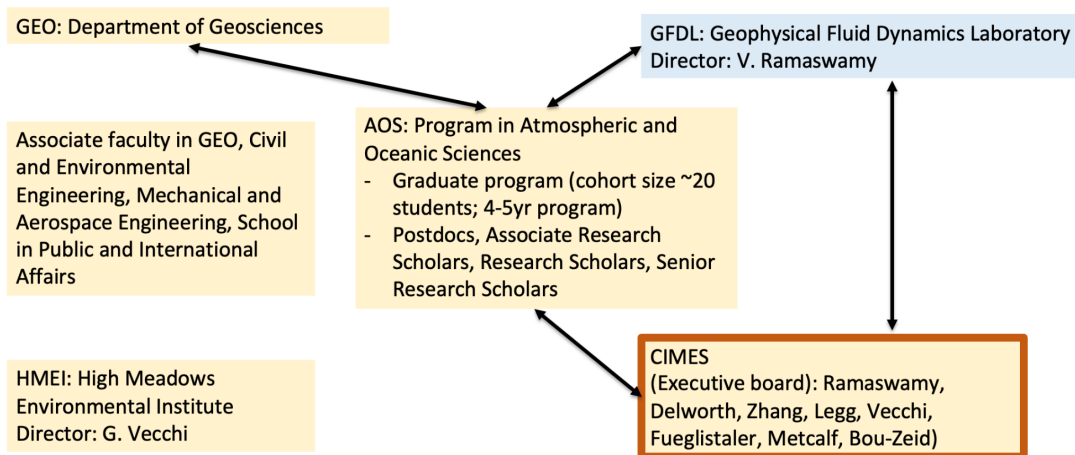 GEO: Department of Geosciences
GFDL: Geophysical Fluid Dynamics Laboratory
Director: V. Ramaswamy
Associate faculty in GEO, Civil
and Environmental
Engineering, Mechanical and
Aerospace Engineering, School
in Public and International
Affairs
AOS: Program in Atmospheric and
Oceanic Sciences
- Graduate program (cohort size ~20
students; 4-5yr program)
- Postdocs, Associate Research
Scholars, Research Scholars, Senior
Research Scholars
HMEI: High Meadows
Environmental Institute
Director: G. Vecchi
CIMES
(Executive board): Ramaswamy,
Delworth, Zhang, Legg, Vecchi,
Fueglistaler, Metcalf, Bou-Zeid)